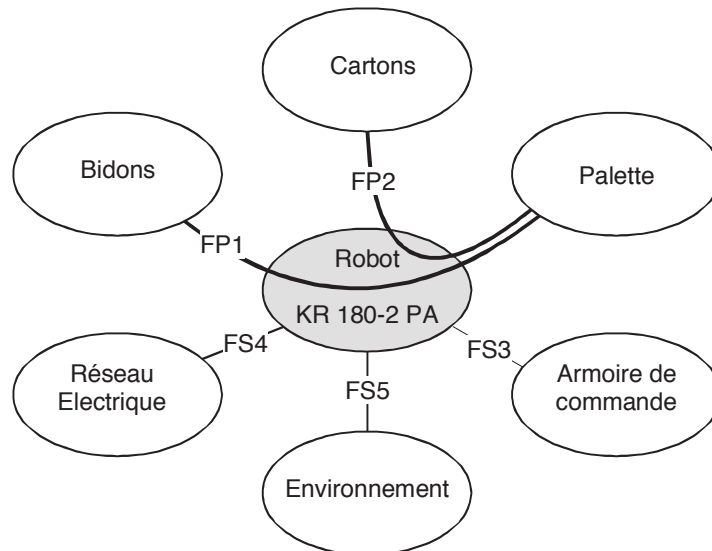 Cartons
Bidons
FP2
Palette
FP1
Robot
KR 180-2 PA
FS4
FS3
Réseau
Electrique
FS5
Armoire de
commande
Environnement